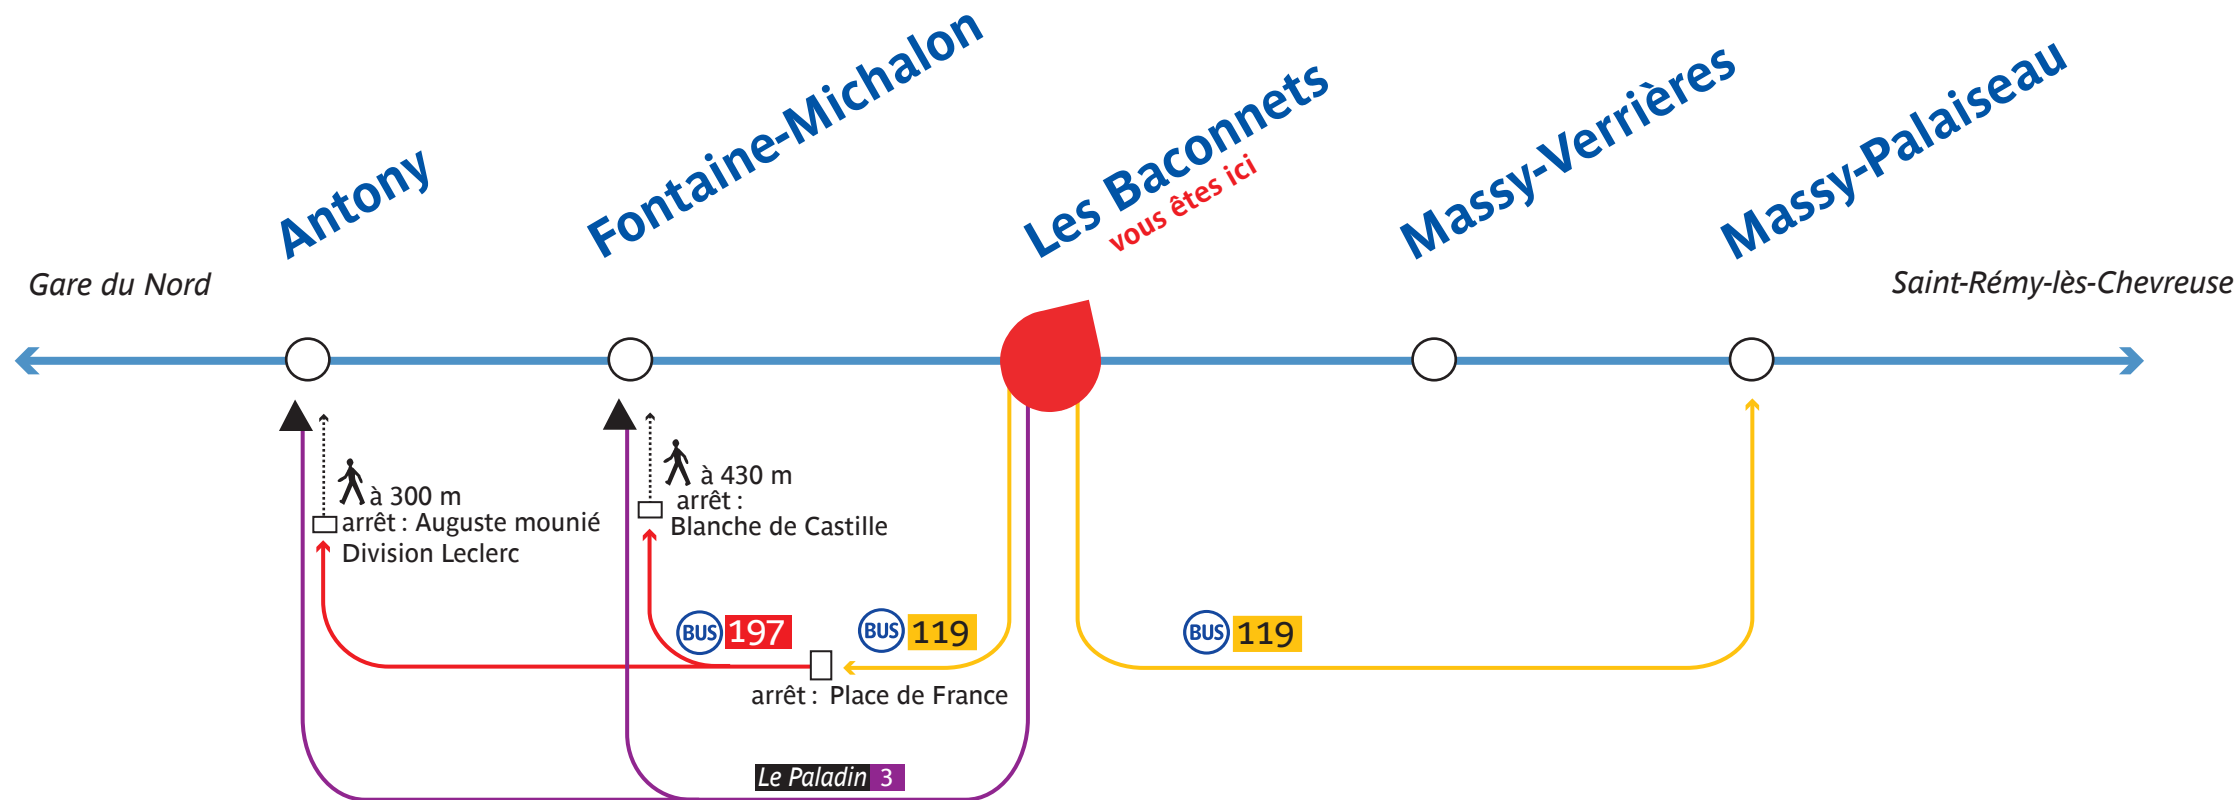 Antony
Fontaine-Michalon
Les Baconnets
vous êtes ici
Massy-Verrières
Massy-Palaiseau
Gare du Nord
Saint-Rémy-lès-Chevreuse
à 300 m
arrêt : Auguste mounié
Division Leclerc
à 430 m
arrêt :
Blanche de Castille
BUS 197
BUS 119
arrêt : Place de France
BUS 119
Le Paladin 3